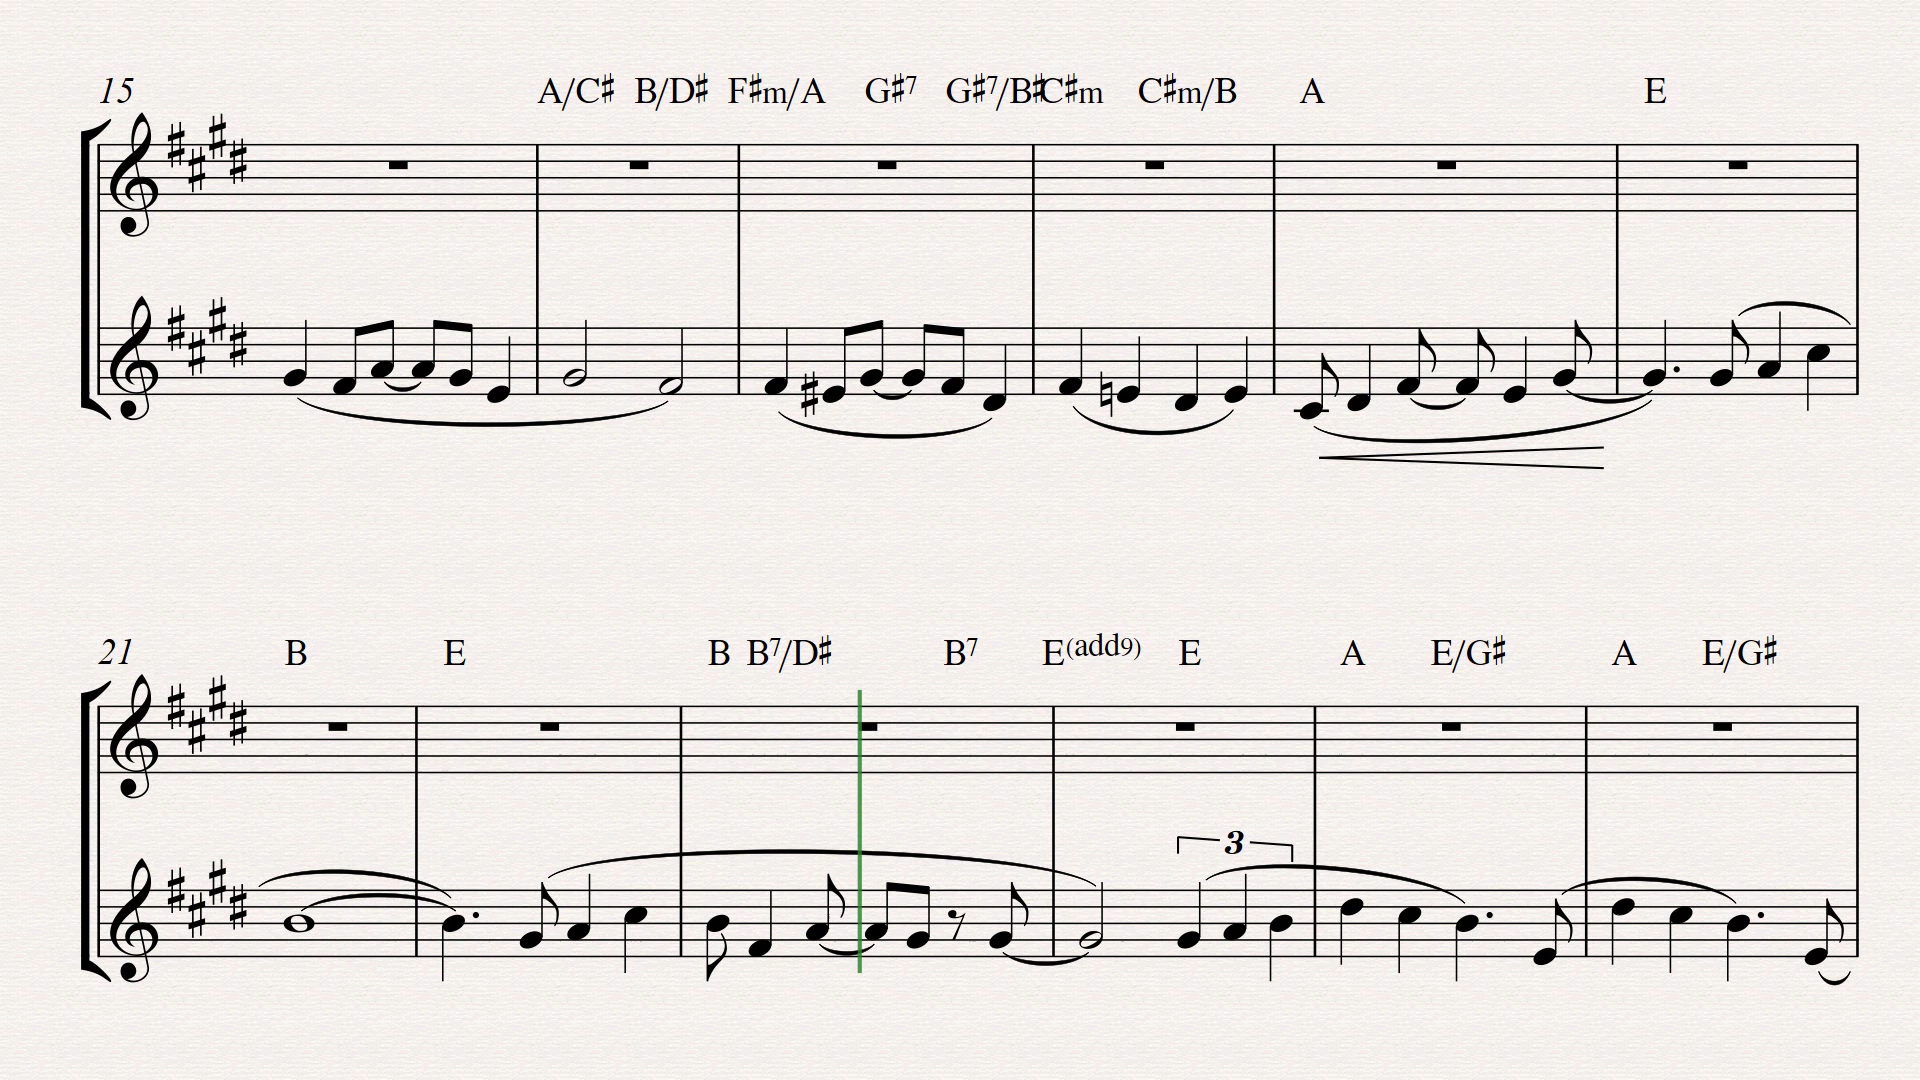 15 A/C♯ B/D♯ F♯m/A G♯7 G♯7/B♯ C♯m C♯m/B A E
21 B E B B7/D♯ B7 E(add9) E A E/G♯ A E/G♯
3